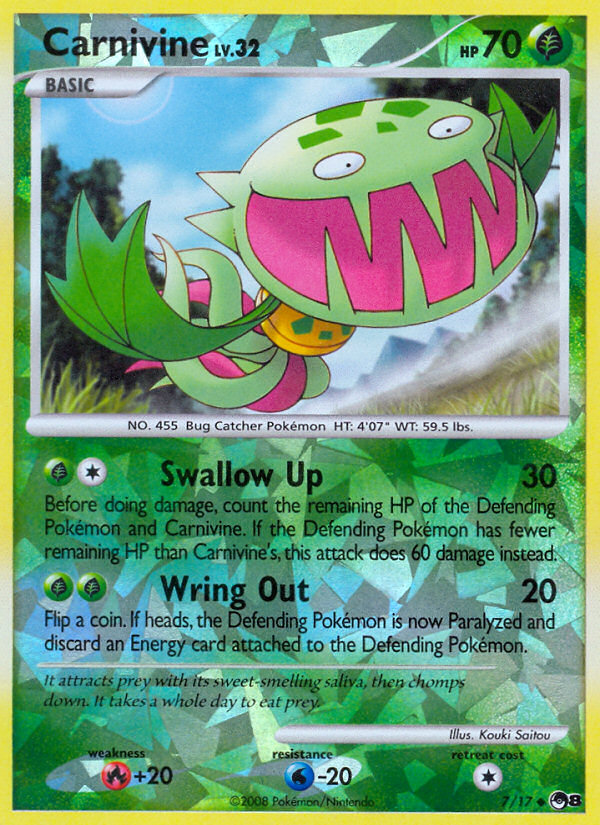 Carnivine LV.32 HP 70
BASIC
NO. 455 Bug Catcher Pokémon HT: 4'07" WT: 59.5 lbs.
Swallow Up 30
Before doing damage, count the remaining HP of the Defending
Pokémon and Carnivine. If the Defending Pokémon has fewer
remaining HP than Carnivine's, this attack does 60 damage instead.
Wring Out 20
Flip a coin. If heads, the Defending Pokémon is now Paralyzed and
discard an Energy card attached to the Defending Pokémon.
It attracts prey with its sweet-smelling saliva, then chomps
down. It takes a whole day to eat prey.
Illus. Kouki Saitou
weakness resistance retreat cost
+20 -20
©2008 Pokémon/Nintendo 7/17 8